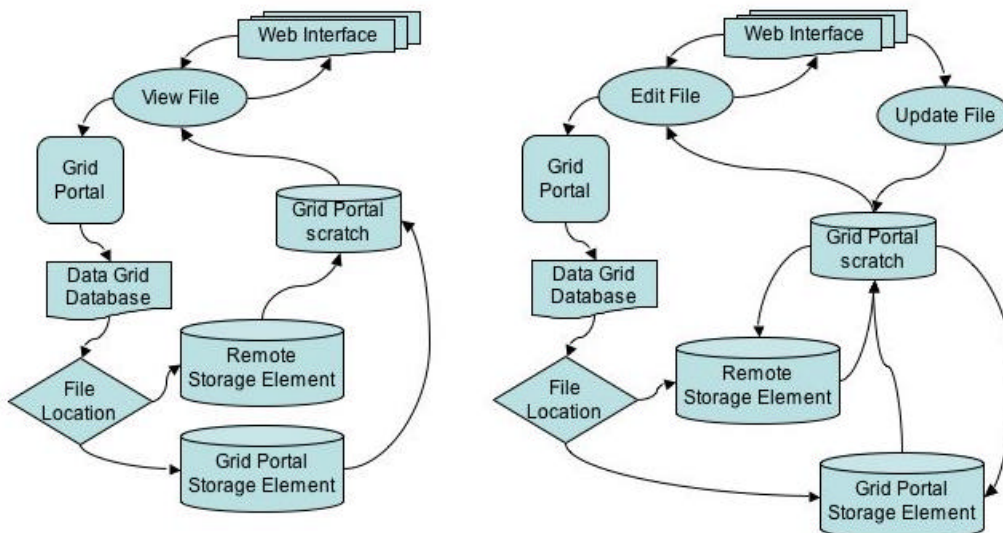 Web Interface
View File
Grid
Portal
Grid Portal
scratch
Data Grid
Database
Remote
Storage Element
File
Location
Grid Portal
Storage Element
Web Interface
Edit File
Update File
Grid
Portal
Grid Portal
scratch
Data Grid
Database
Remote
Storage Element
File
Location
Grid Portal
Storage Element